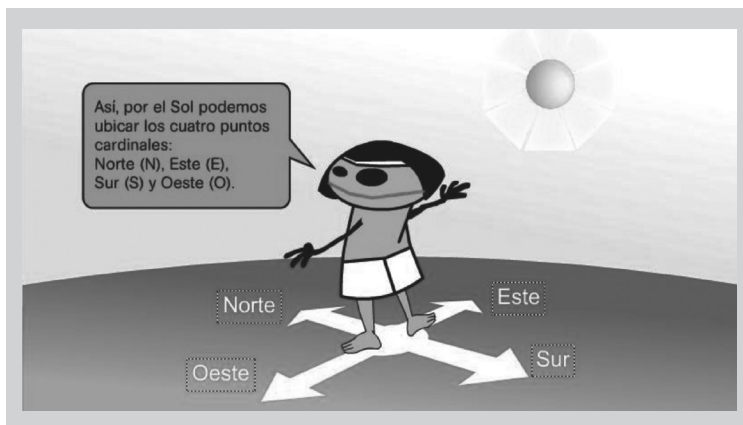 Así, por el Sol podemos
ubicar los cuatro puntos
cardinales:
Norte (N), Este (E),
Sur (S) y Oeste (O).
Norte
Este
Oeste
Sur